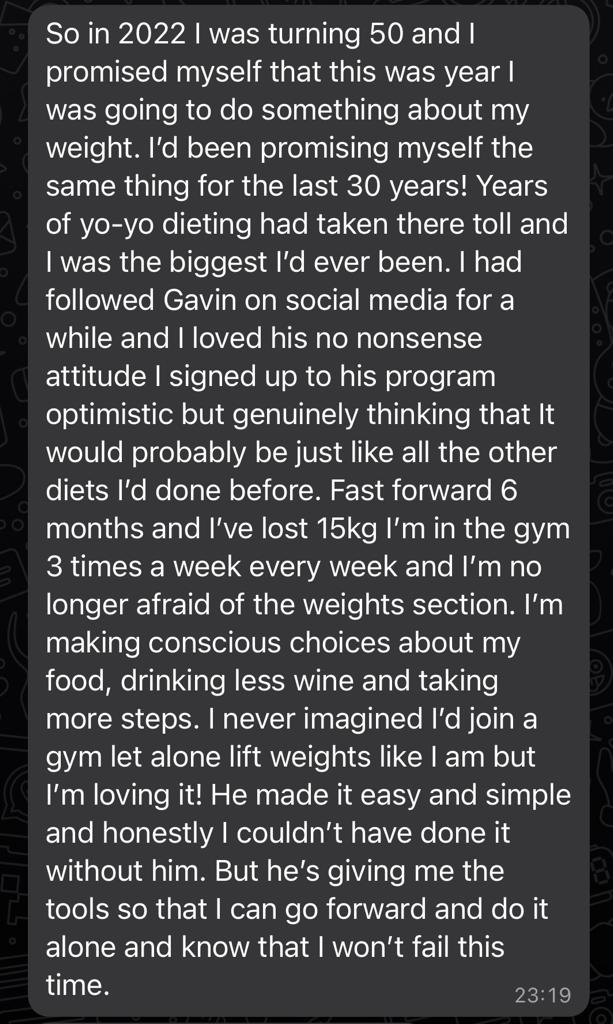 So in 2022 I was turning 50 and I
promised myself that this was year I
was going to do something about my
weight. I’d been promising myself the
same thing for the last 30 years! Years
of yo-yo dieting had taken there toll and
I was the biggest I’d ever been. I had
followed Gavin on social media for a
while and I loved his no nonsense
attitude I signed up to his program
optimistic but genuinely thinking that It
would probably be just like all the other
diets I’d done before. Fast forward 6
months and I’ve lost 15kg I’m in the gym
3 times a week every week and I’m no
longer afraid of the weights section. I’m
making conscious choices about my
food, drinking less wine and taking
more steps. I never imagined I’d join a
gym let alone lift weights like I am but
I’m loving it! He made it easy and simple
and honestly I couldn’t have done it
without him. But he’s giving me the
tools so that I can go forward and do it
alone and know that I won’t fail this
time.
23:19